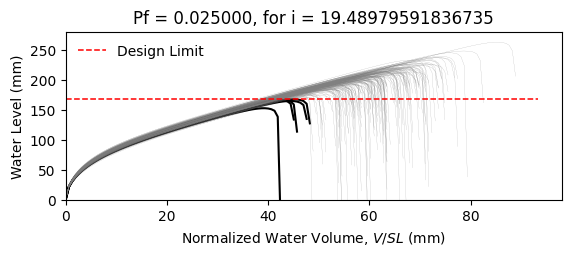 Pf = 0.025000, for i = 19.48979591836735
Design Limit
Water Level (mm)
250
200
150
100
50
0
0 20 40 60 80
Normalized Water Volume, V/SL (mm)